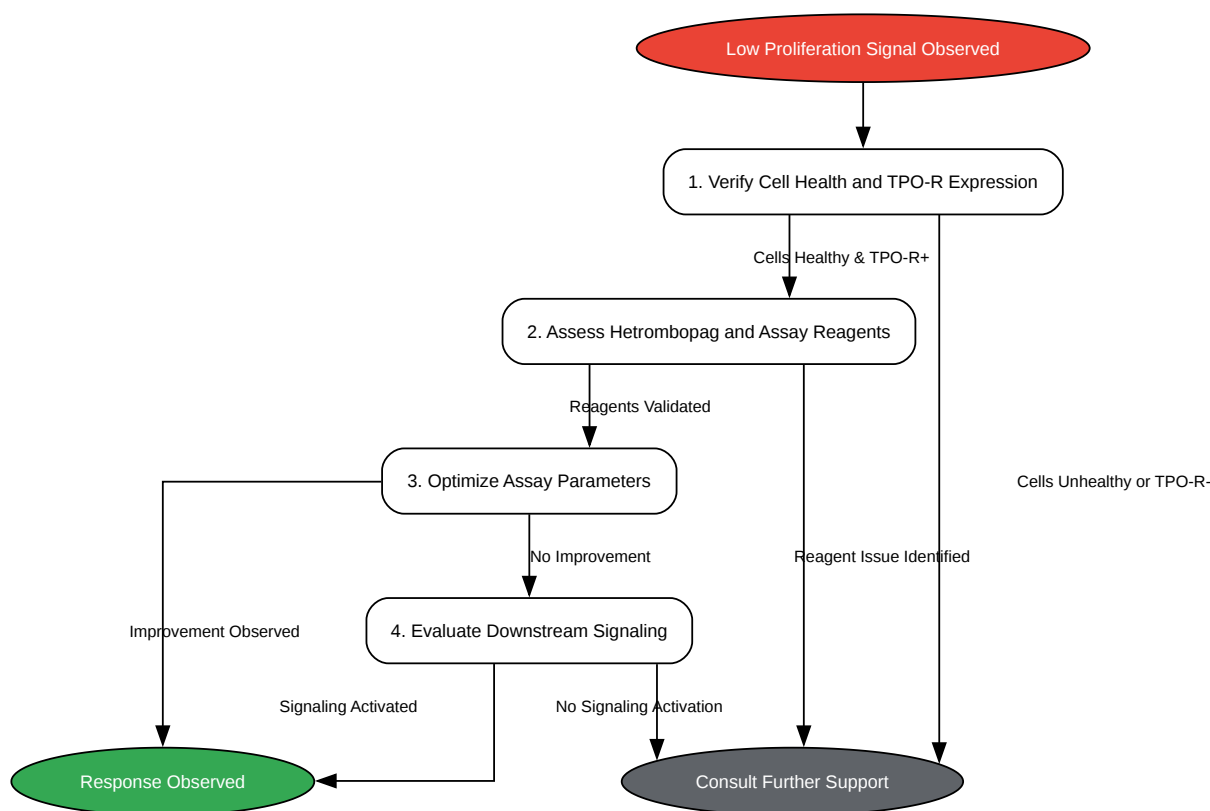 Low Proliferation Signal Observed
1. Verify Cell Health and TPO-R Expression
Cells Healthy & TPO-R+
2. Assess Hetrombopag and Assay Reagents
Reagents Validated
3. Optimize Assay Parameters
Cells Unhealthy or TPO-R-
No Improvement
Reagent Issue Identified
4. Evaluate Downstream Signaling
Improvement Observed
Signaling Activated
No Signaling Activation
Response Observed
Consult Further Support